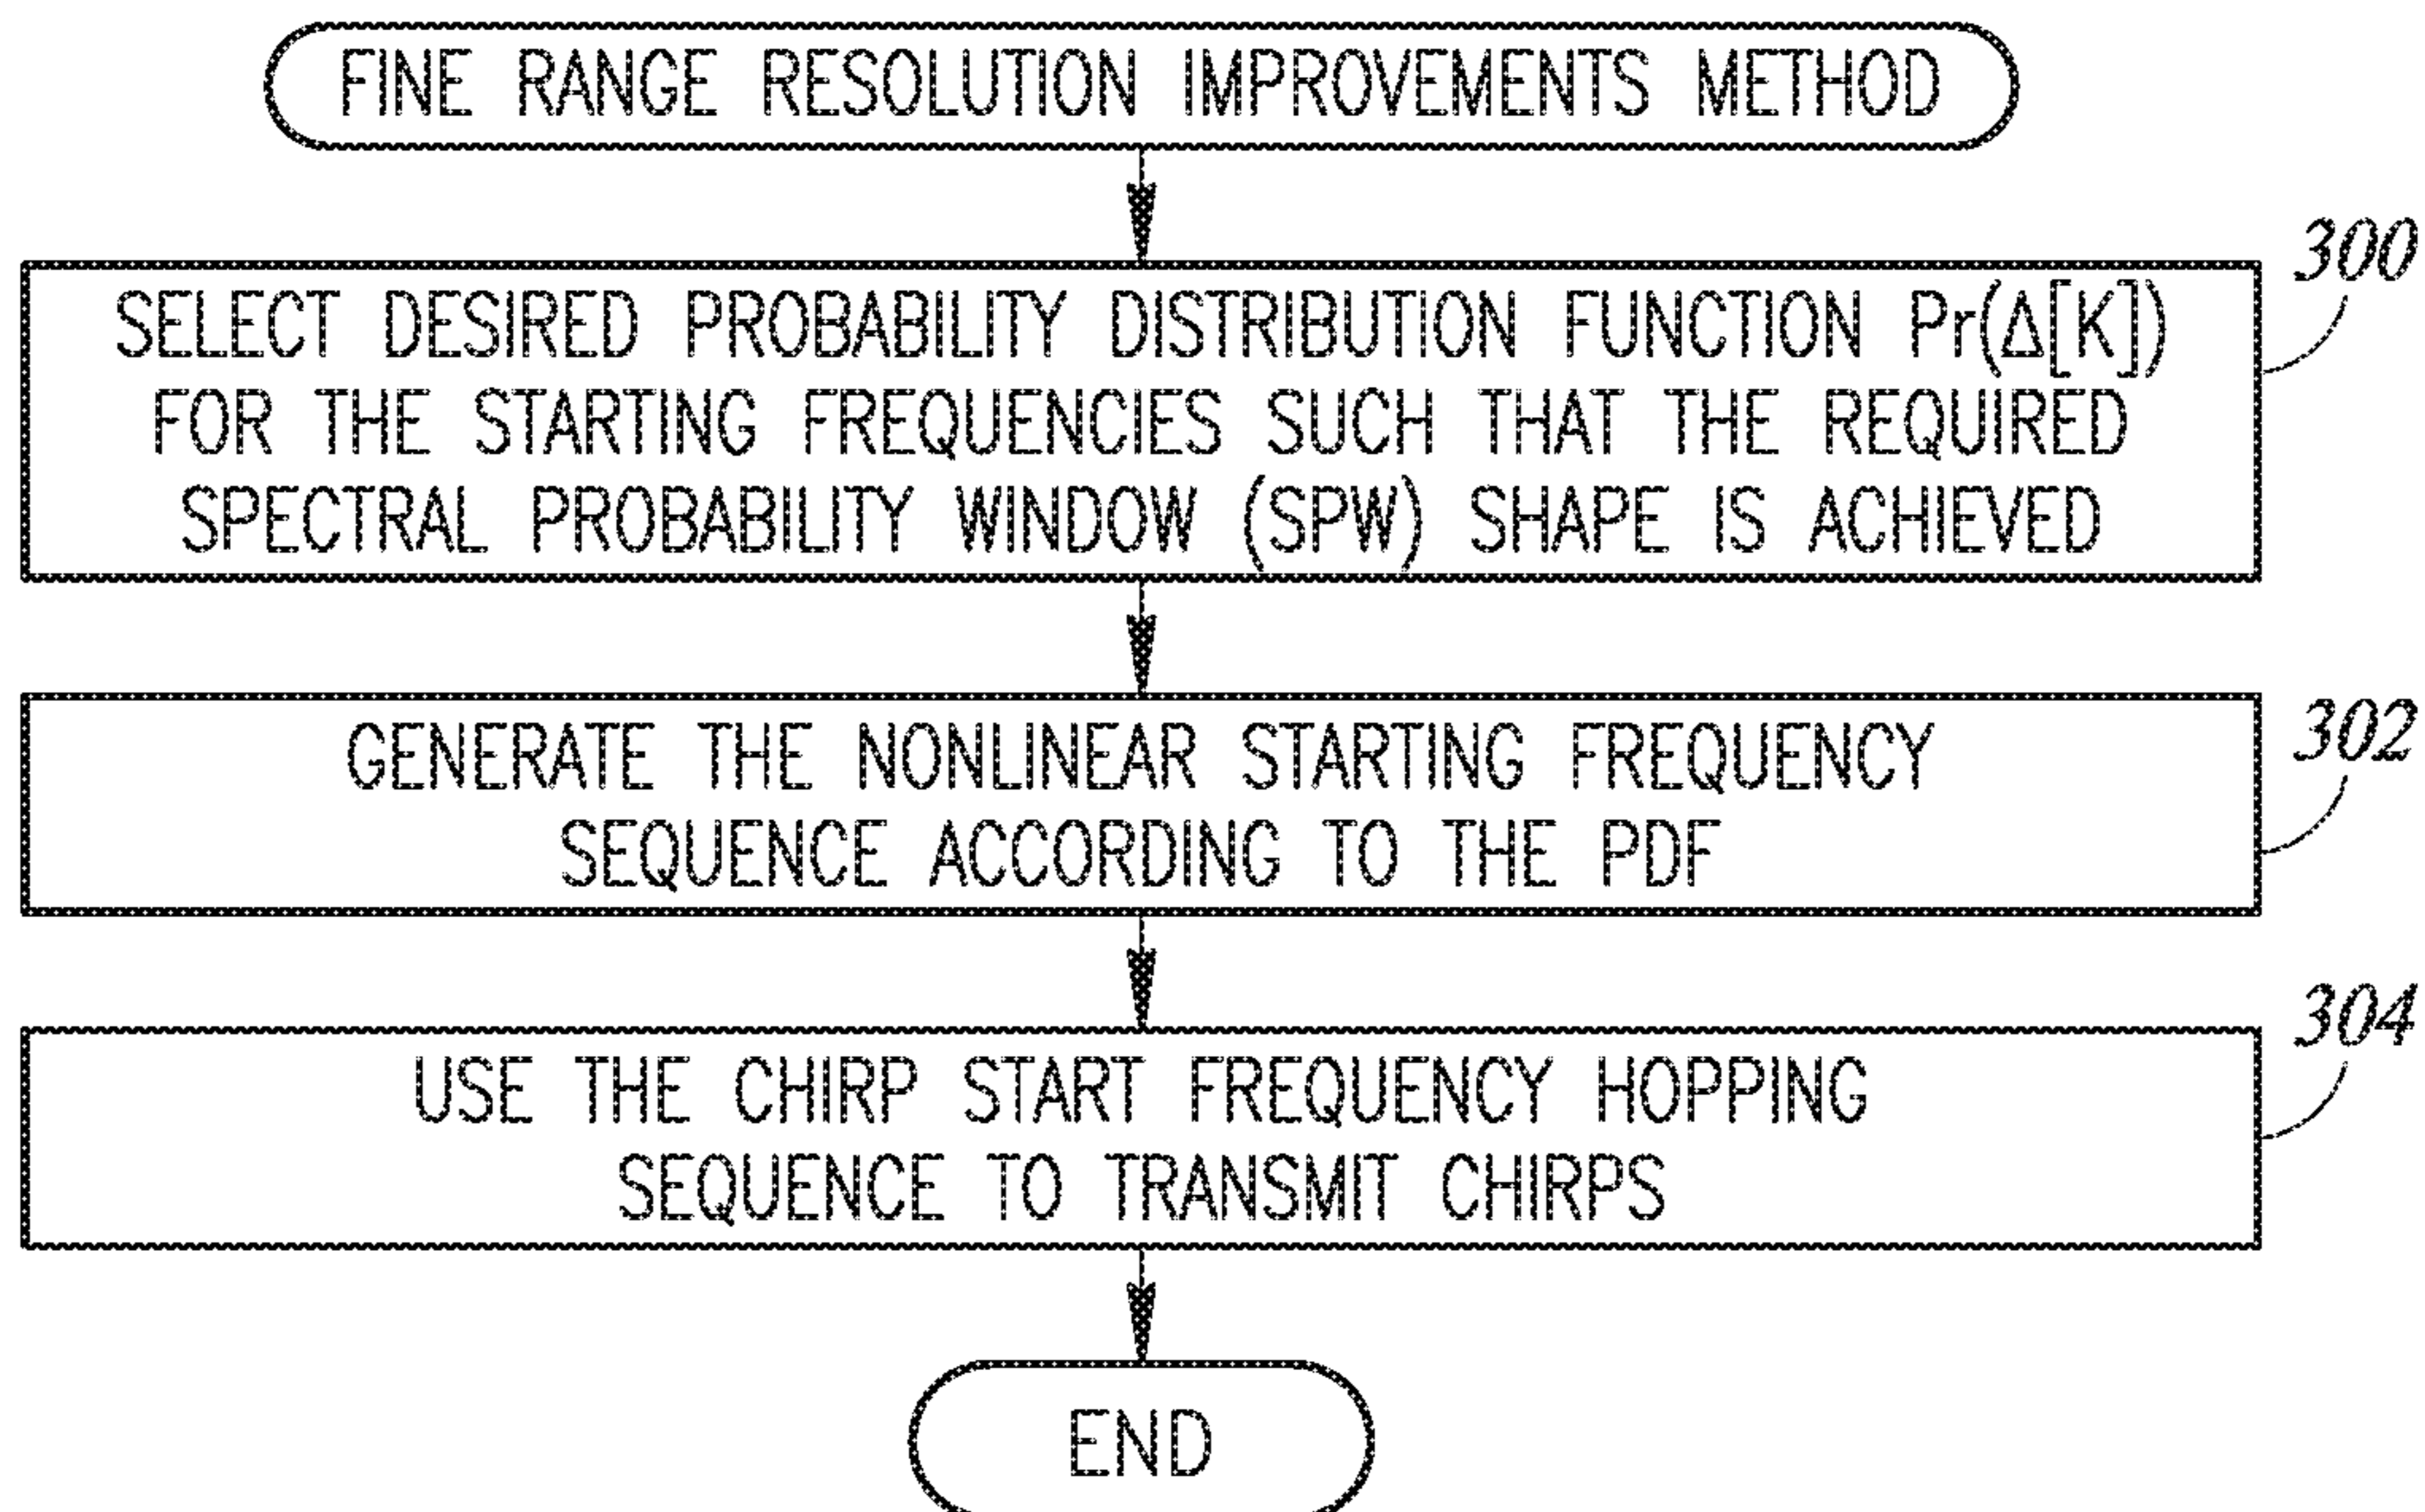 FINE RANGE RESOLUTION IMPROVEMENTS METHOD
300
SELECT DESIRED PROBABILITY DISTRIBUTION FUNCTION Pr(Δ[K])
FOR THE STARTING FREQUENCIES SUCH THAT THE REQUIRED
SPECTRAL PROBABILITY WINDOW (SPW) SHAPE IS ACHIEVED
302
GENERATE THE NONLINEAR STARTING FREQUENCY
SEQUENCE ACCORDING TO THE PDF
304
USE THE CHIRP START FREQUENCY HOPPING
SEQUENCE TO TRANSMIT CHIRPS
END